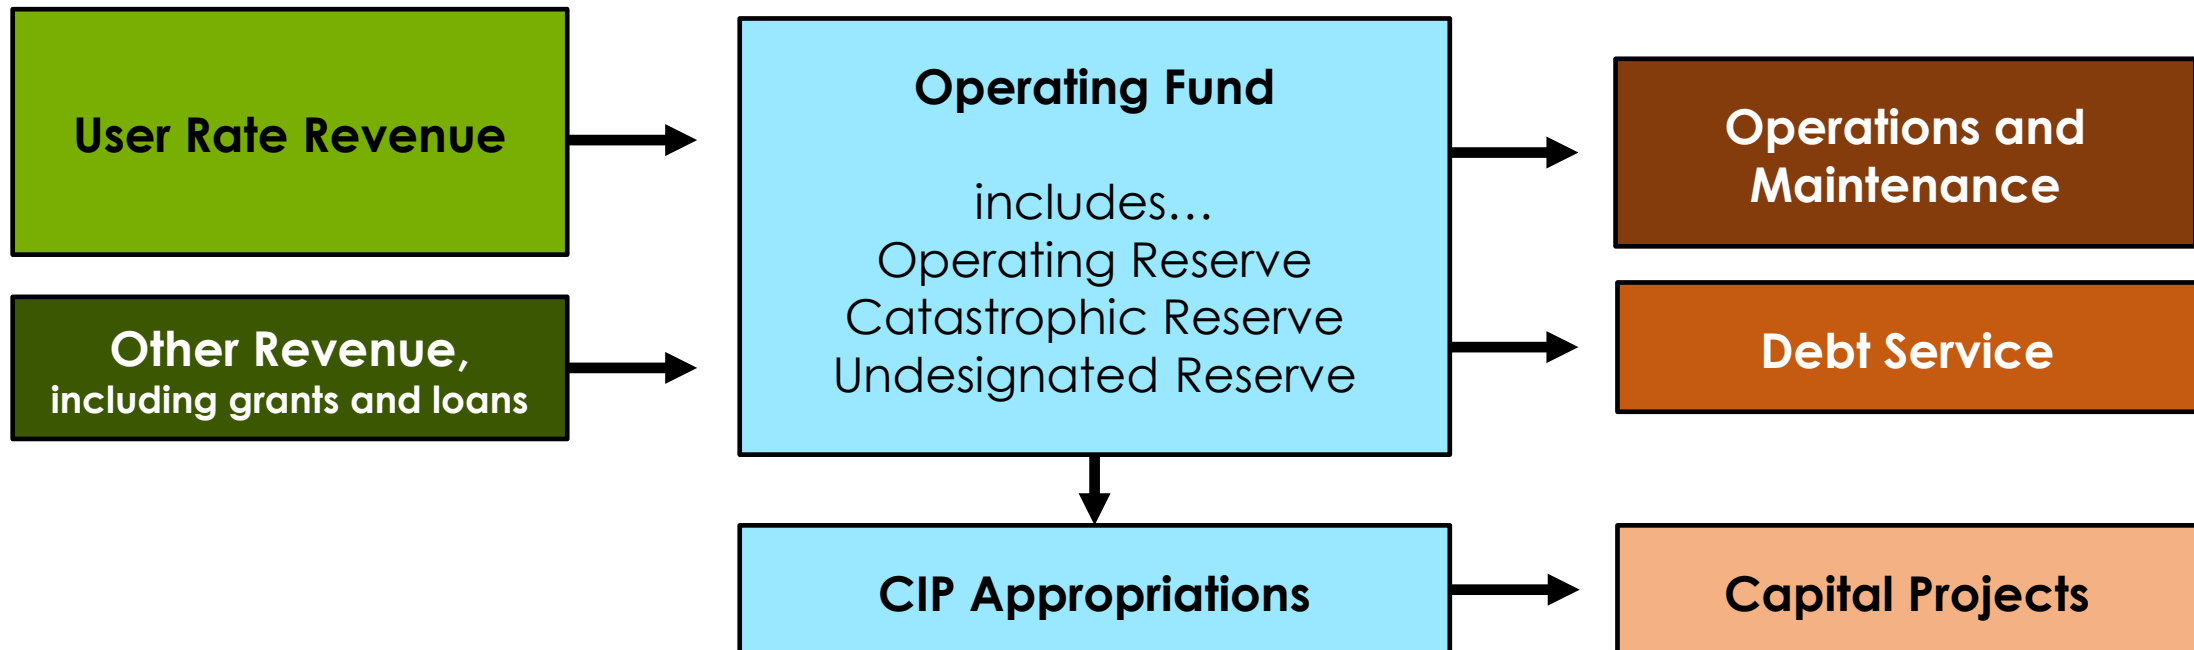 User Rate Revenue
Other Revenue,
including grants and loans
Operating Fund
includes…
Operating Reserve
Catastrophic Reserve
Undesignated Reserve
CIP Appropriations
Operations and
Maintenance
Debt Service
Capital Projects